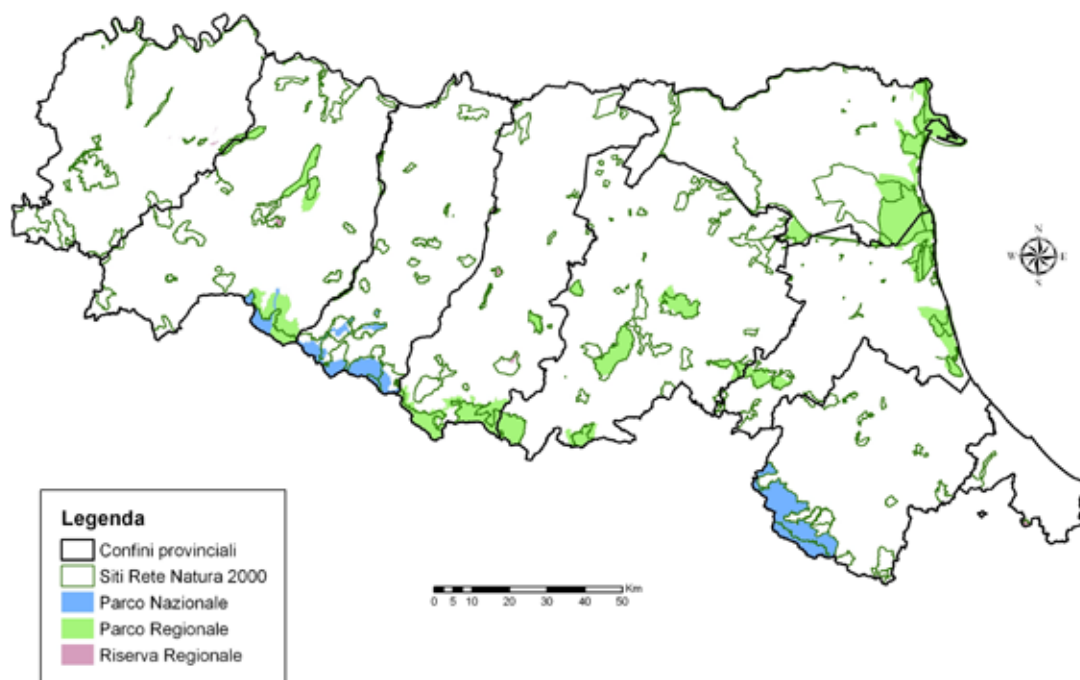 N
W E
S
Legenda
Confini provinciali
Siti Rete Natura 2000
Parco Nazionale
Parco Regionale
Riserva Regionale
Km
0 5 10 20 30 40 50